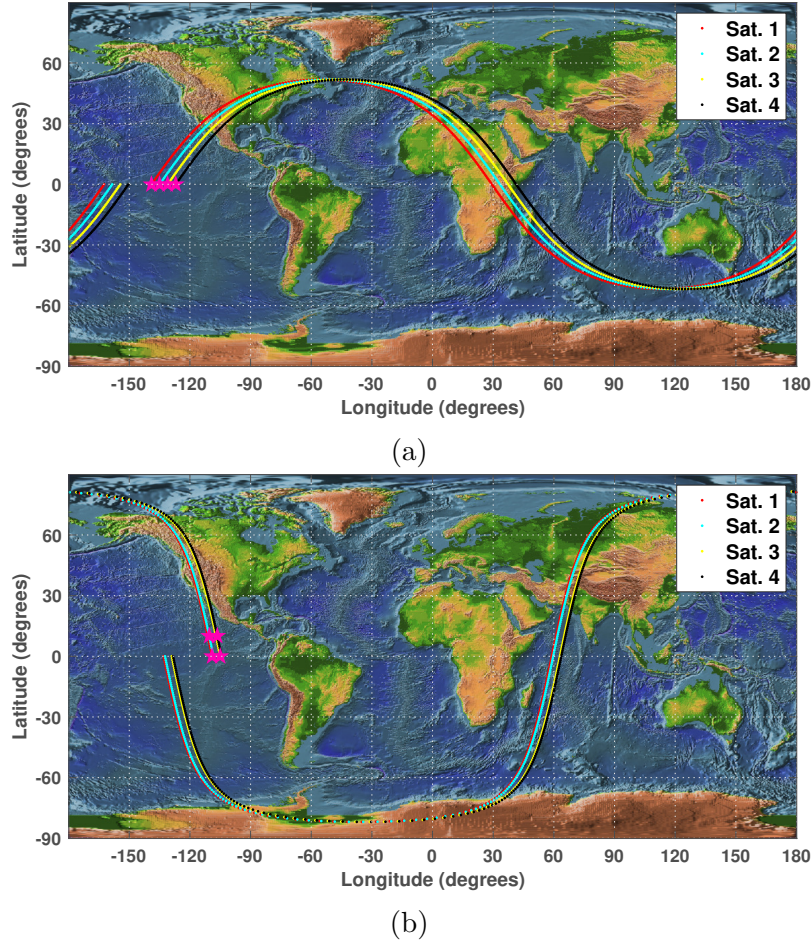 Sat. 1
Sat. 2
Sat. 3
Sat. 4
60
30
0
-30
-60
-90
Latitude (degrees)
-150 -120 -90 -60 -30 0 30 60 90 120 150 180
Longitude (degrees)
(a)
Sat. 1
Sat. 2
Sat. 3
Sat. 4
60
30
0
-30
-60
-90
Latitude (degrees)
-150 -120 -90 -60 -30 0 30 60 90 120 150 180
Longitude (degrees)
(b)